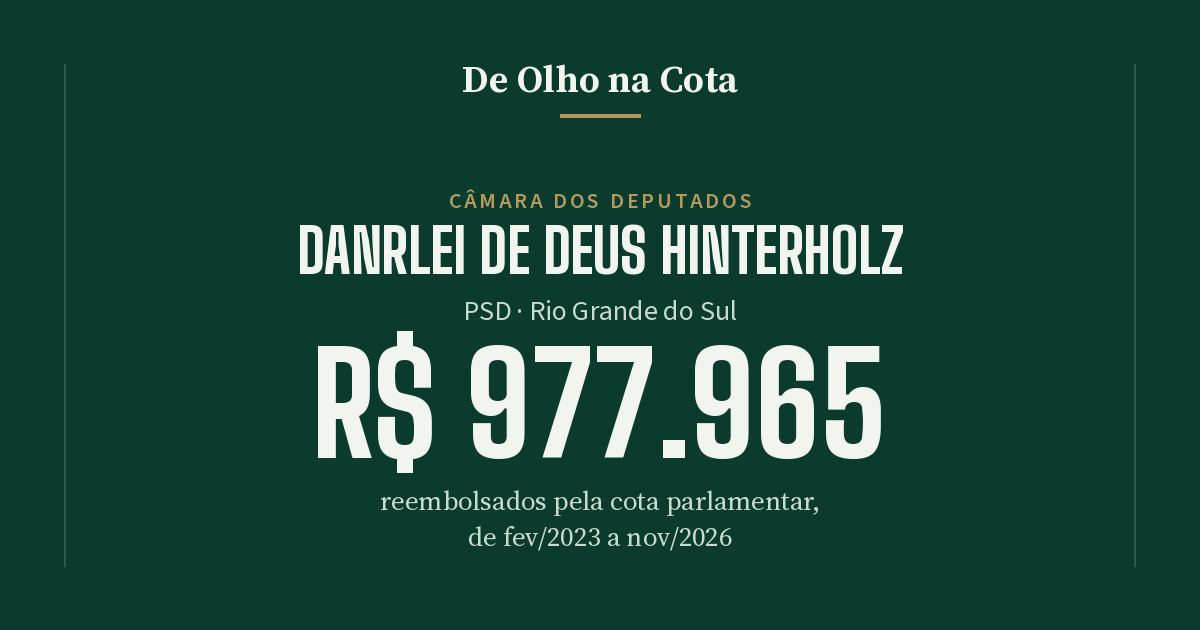 De Olho na Cota
CÂMARA DOS DEPUTADOS
DANRLEI DE DEUS HINTERHOLZ
PSD · Rio Grande do Sul
R$ 977.965
reembolsados pela cota parlamentar,
de fev/2023 a nov/2026